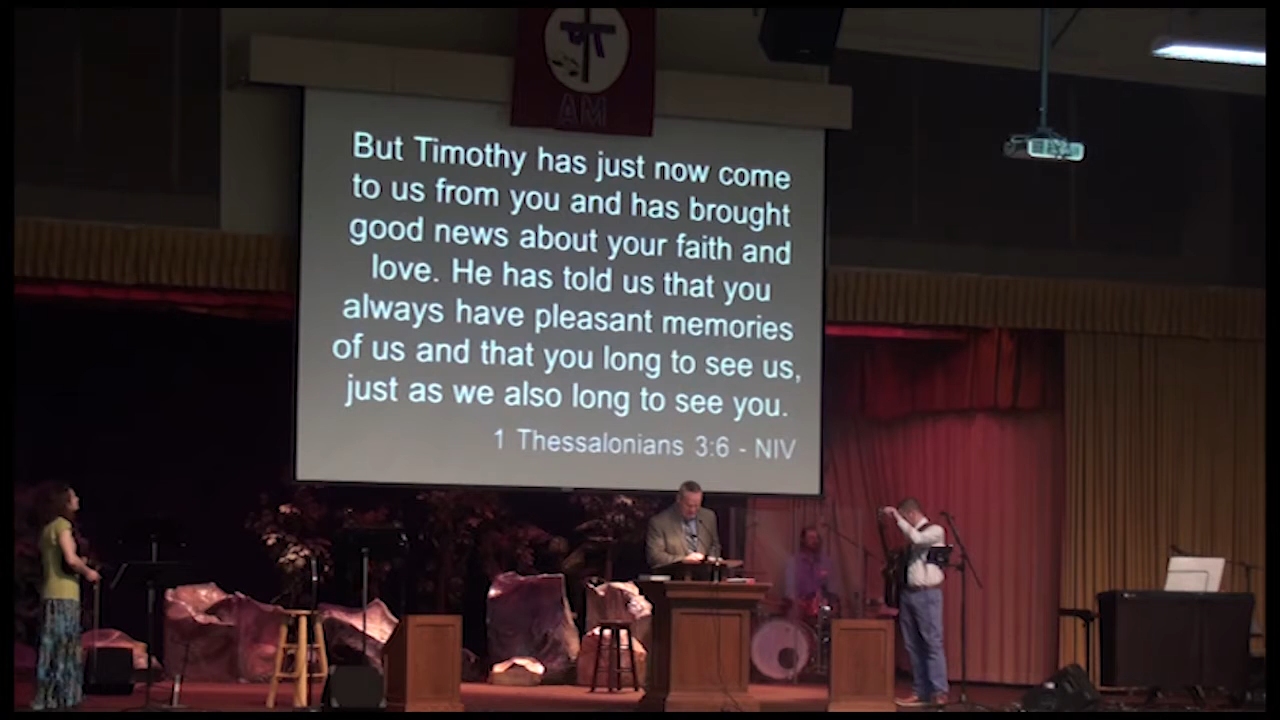 AM
But Timothy has just now come
to us from you and has brought
good news about your faith and
love. He has told us that you
always have pleasant memories
of us and that you long to see us,
just as we also long to see you.
1 Thessalonians 3:6 - NIV